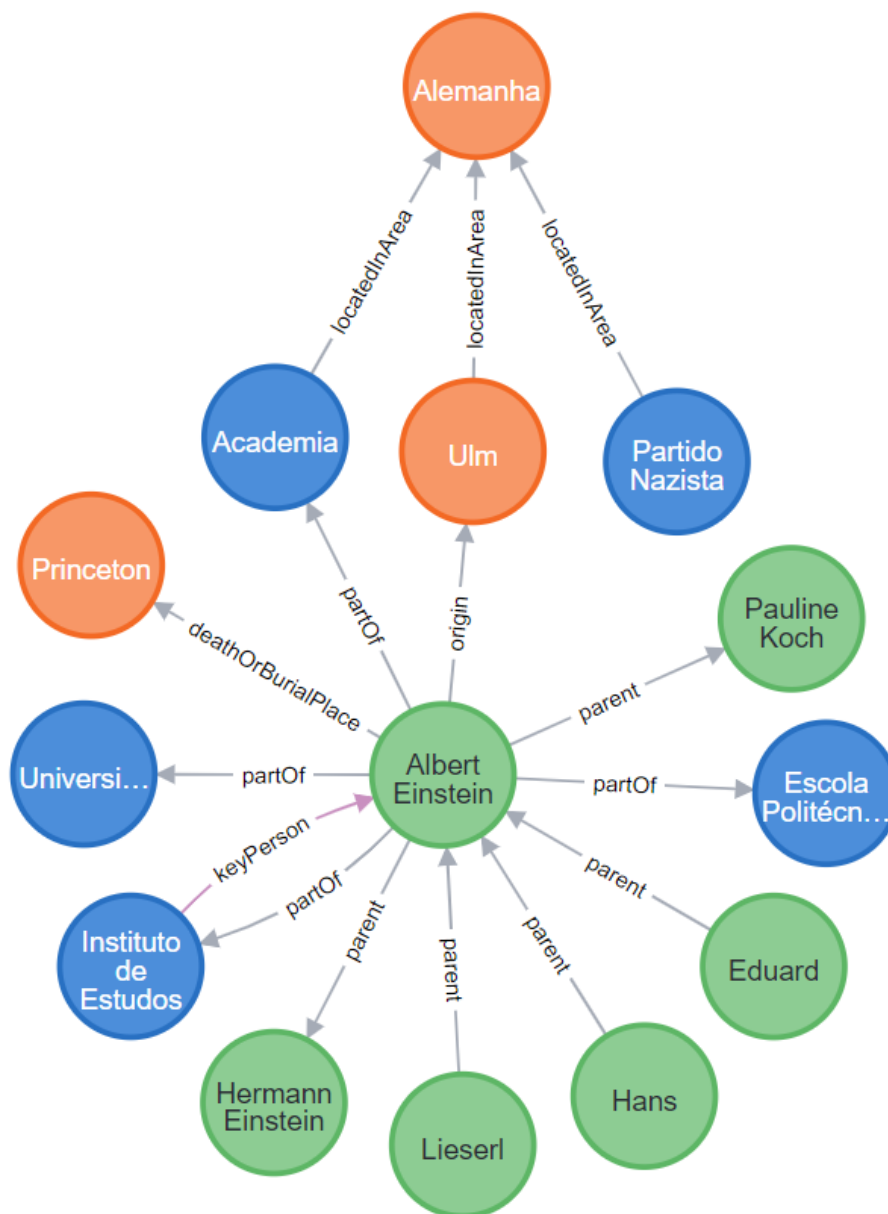 Alemanha
locatedInArea
locatedInArea
locatedInArea
Academia
Ulm
Partido
Nazista
Princeton
partOf
origin
Pauline
Koch
deathOrBurialPlace
parent
Universi...
partOf
Albert
Einstein
partOf
Escola
Politécn...
keyPerson
partOf
parent
Instituto
de
Estudos
parent
parent
parent
Eduard
Hermann
Einstein
Lieserl
Hans